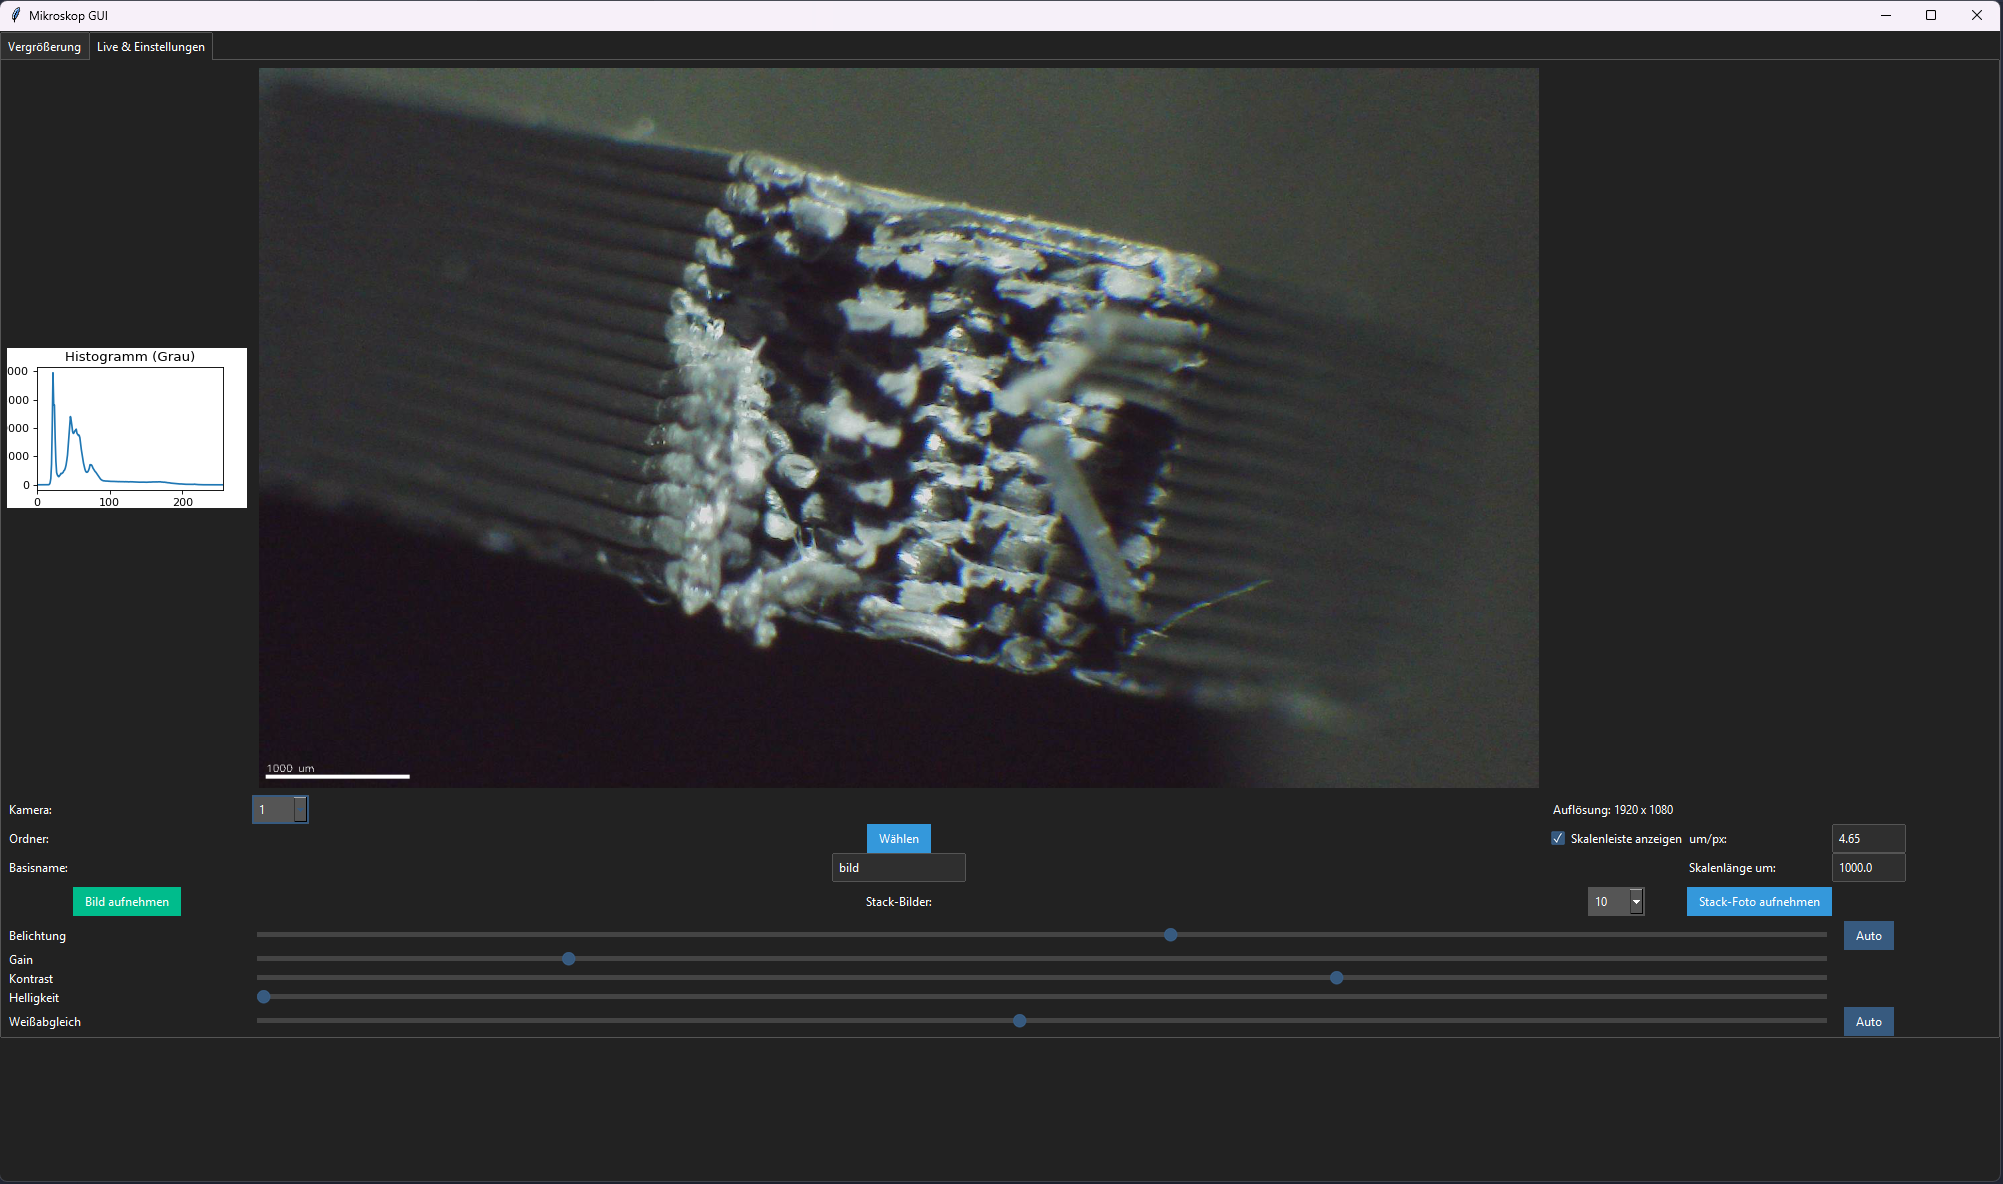 Mikroskop GUI
Vergrößerung
Live & Einstellungen
Histogramm (Grau)
000
000
000
000
0
0 100 200
1000 um
Kamera: 1 Auflösung: 1920 x 1080
Ordner: Wählen Skalenleiste anzeigen um/px: 4.65
Basisname: bild Skalenlänge um: 1000.0
Bild aufnehmen Stack-Bilder: 10 Stack-Foto aufnehmen
Belichtung Auto
Gain
Kontrast
Helligkeit
Weißabgleich Auto